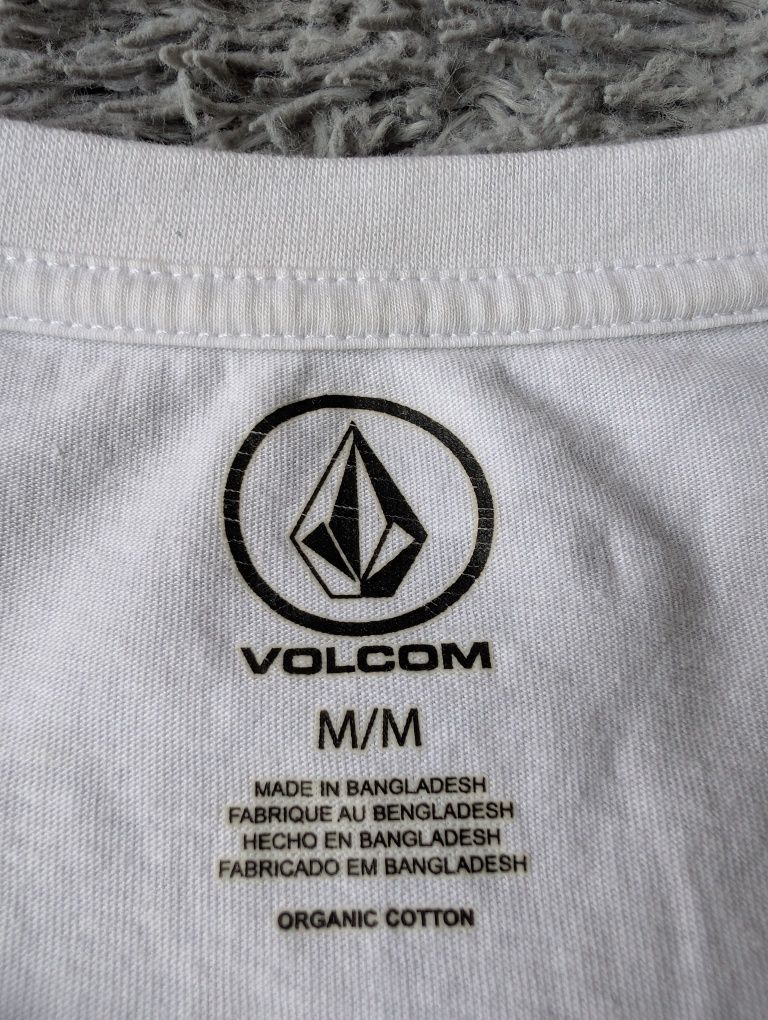 VOLCOM
M/M
MADE IN BANGLADESH
FABRIQUE AU BENGLADESH
HECHO EN BANGLADESH
FABRICADO EM BANGLADESH
ORGANIC COTTON